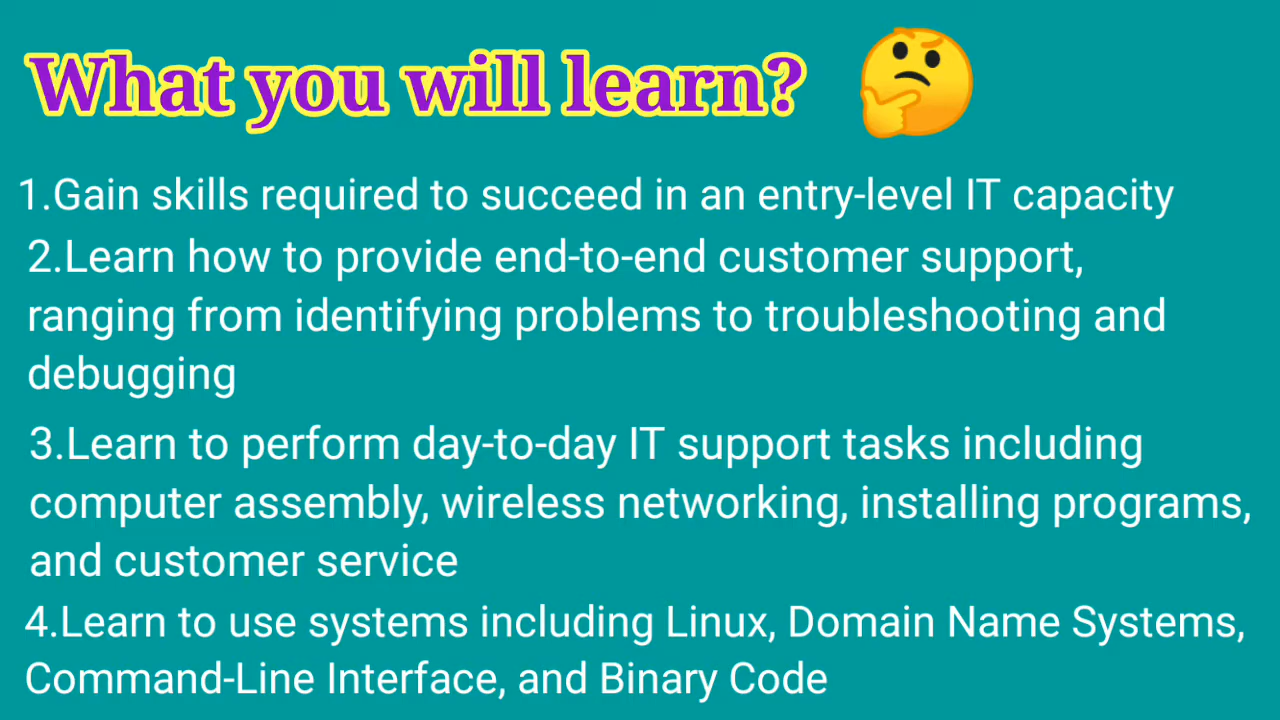 What you will learn? 🤔
1.Gain skills required to succeed in an entry-level IT capacity
2.Learn how to provide end-to-end customer support,
ranging from identifying problems to troubleshooting and
debugging
3.Learn to perform day-to-day IT support tasks including
computer assembly, wireless networking, installing programs,
and customer service
4.Learn to use systems including Linux, Domain Name Systems,
Command-Line Interface, and Binary Code